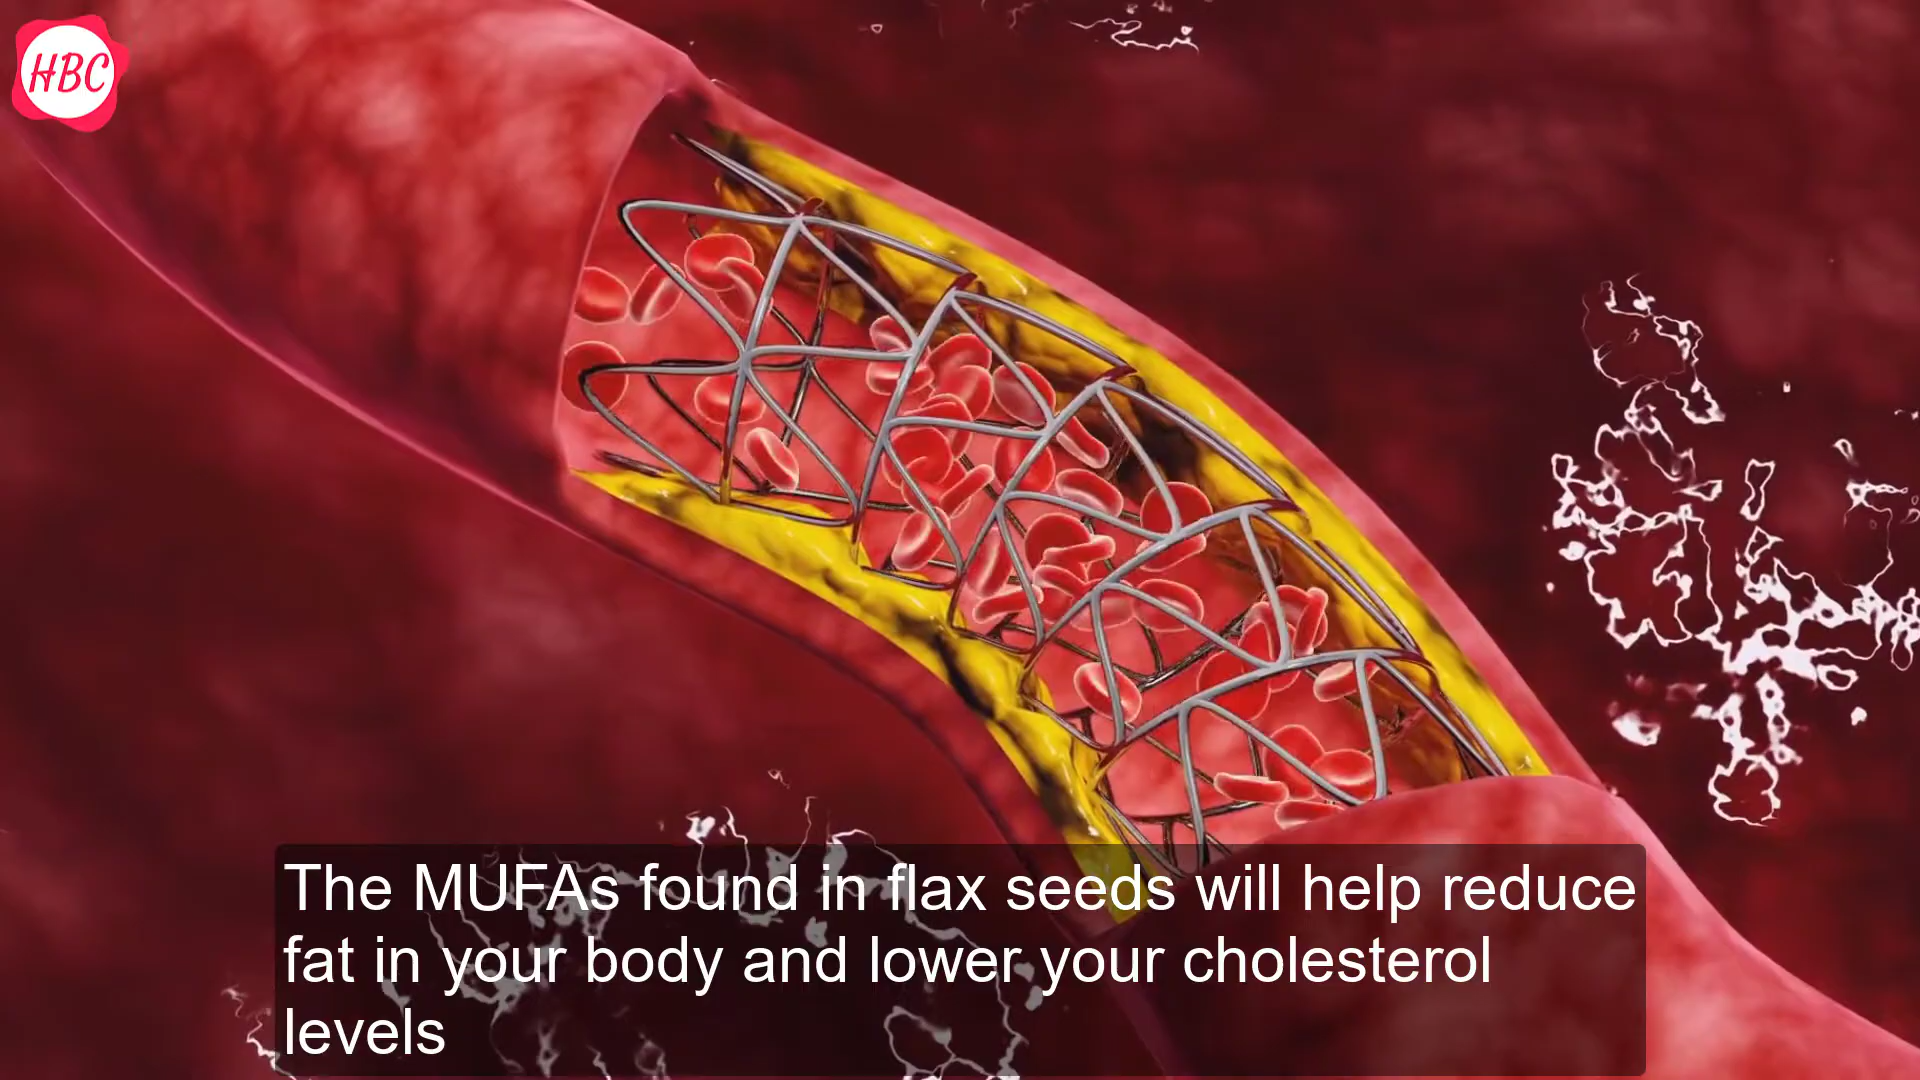 HBC
The MUFAs found in flax seeds will help reduce
fat in your body and lower your cholesterol
levels